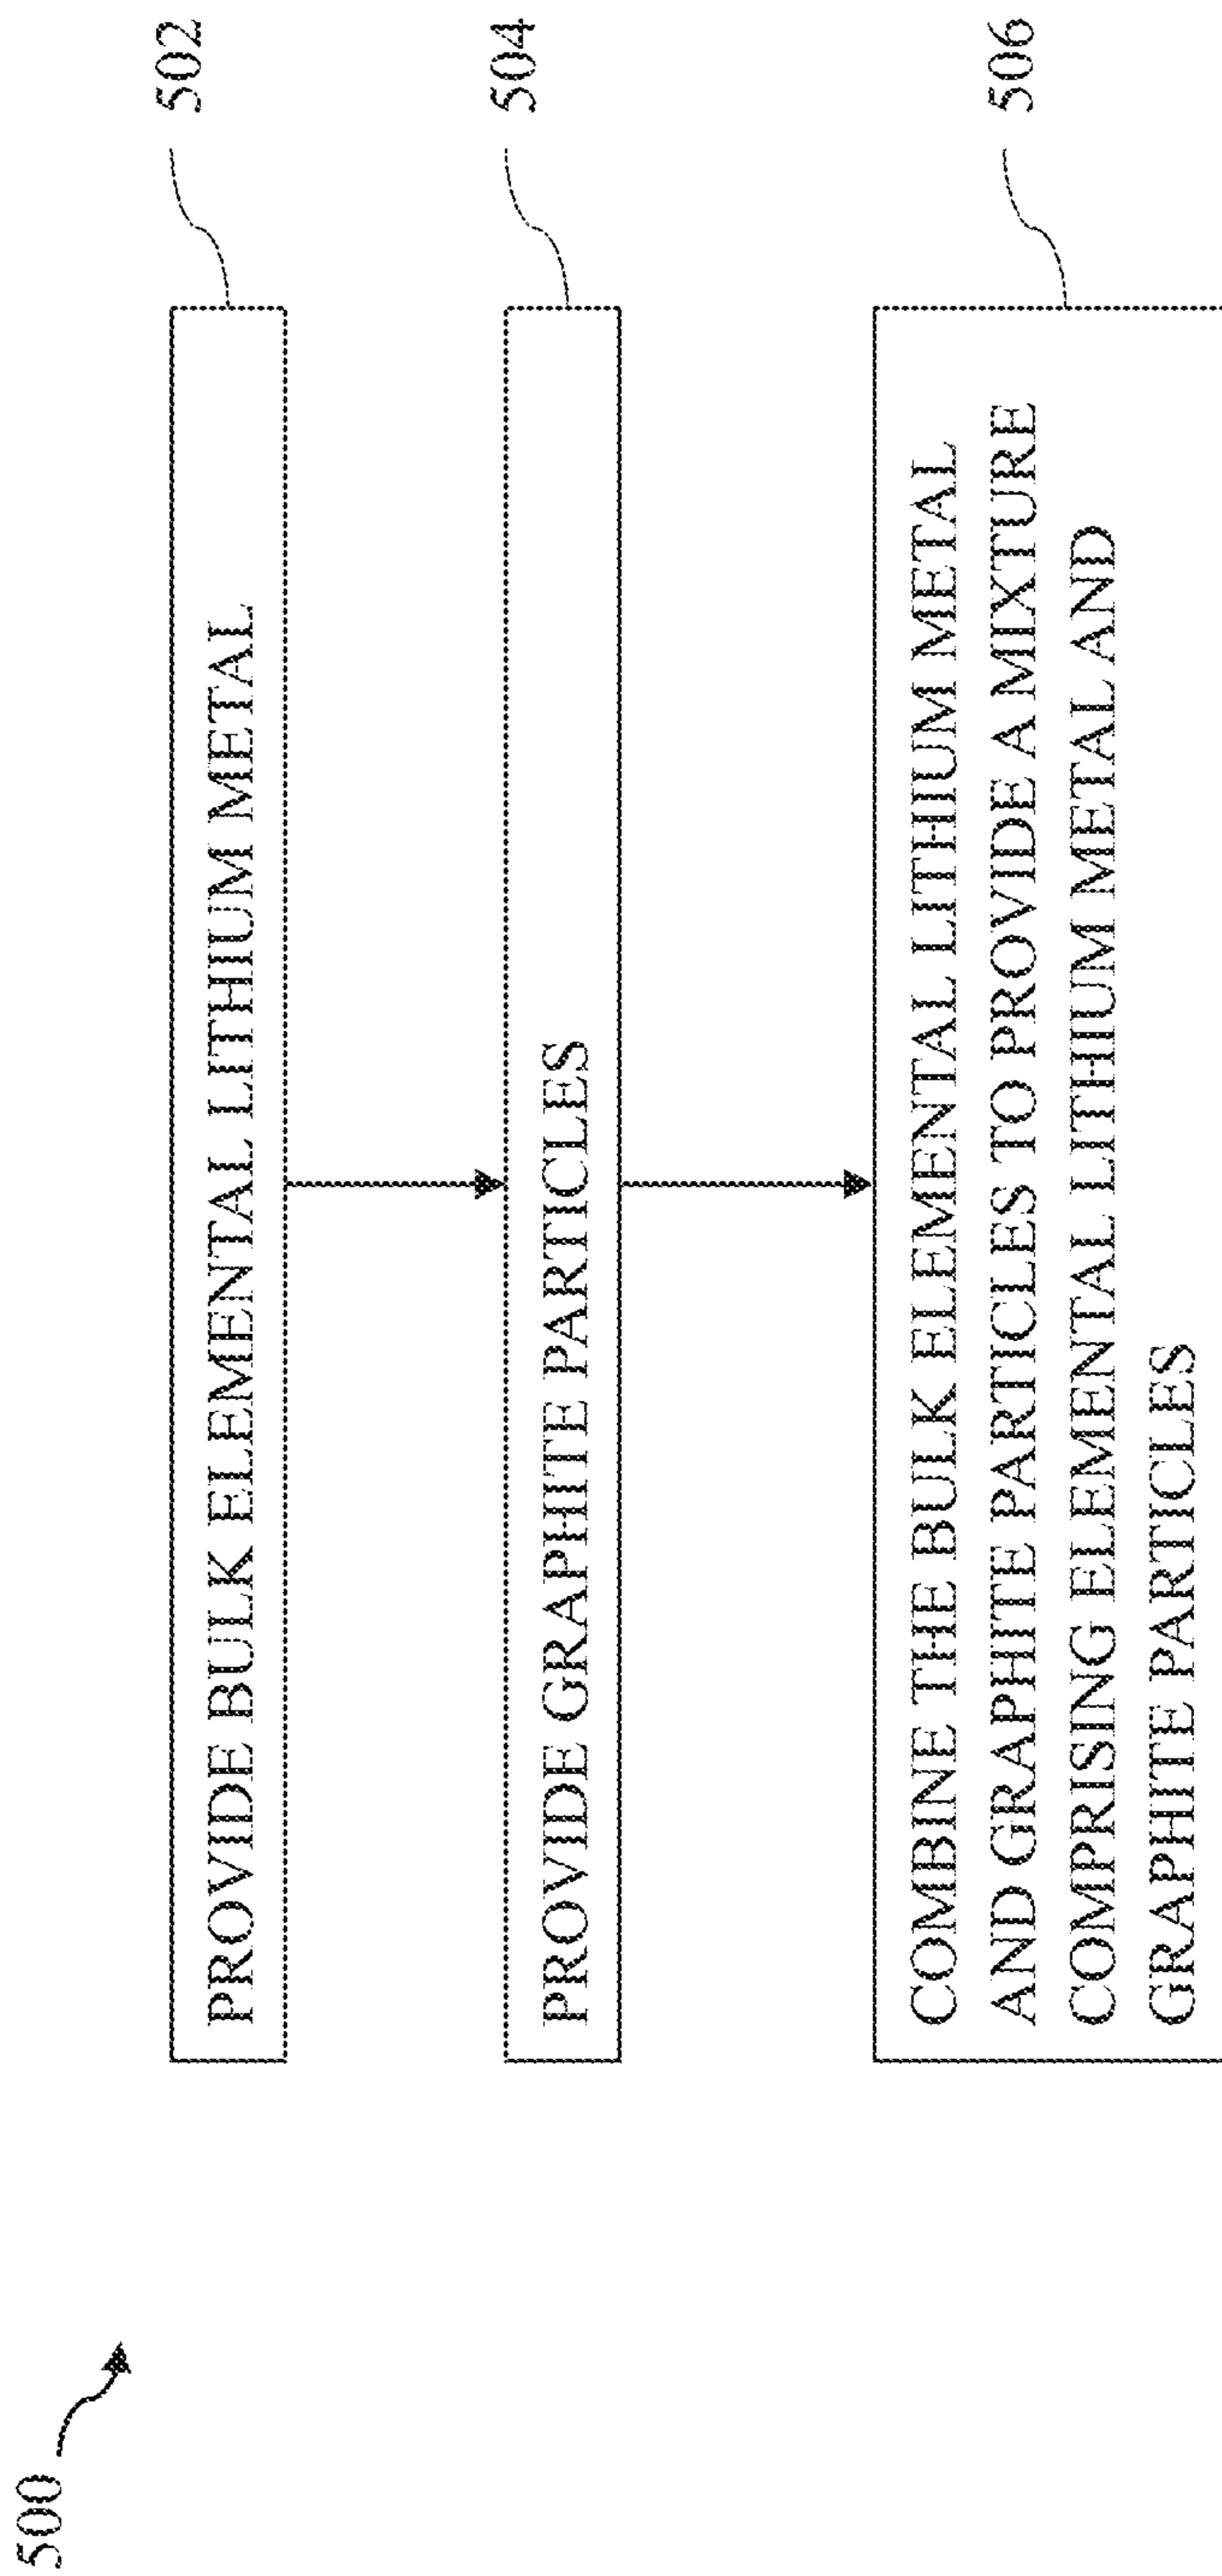 500
PROVIDE BULK ELEMENTAL LITHIUM METAL
502
PROVIDE GRAPHITE PARTICLES
504
COMBINE THE BULK ELEMENTAL LITHIUM METAL
AND GRAPHITE PARTICLES TO PROVIDE A MIXTURE
COMPRISING ELEMENTAL LITHIUM METAL AND
GRAPHITE PARTICLES
506